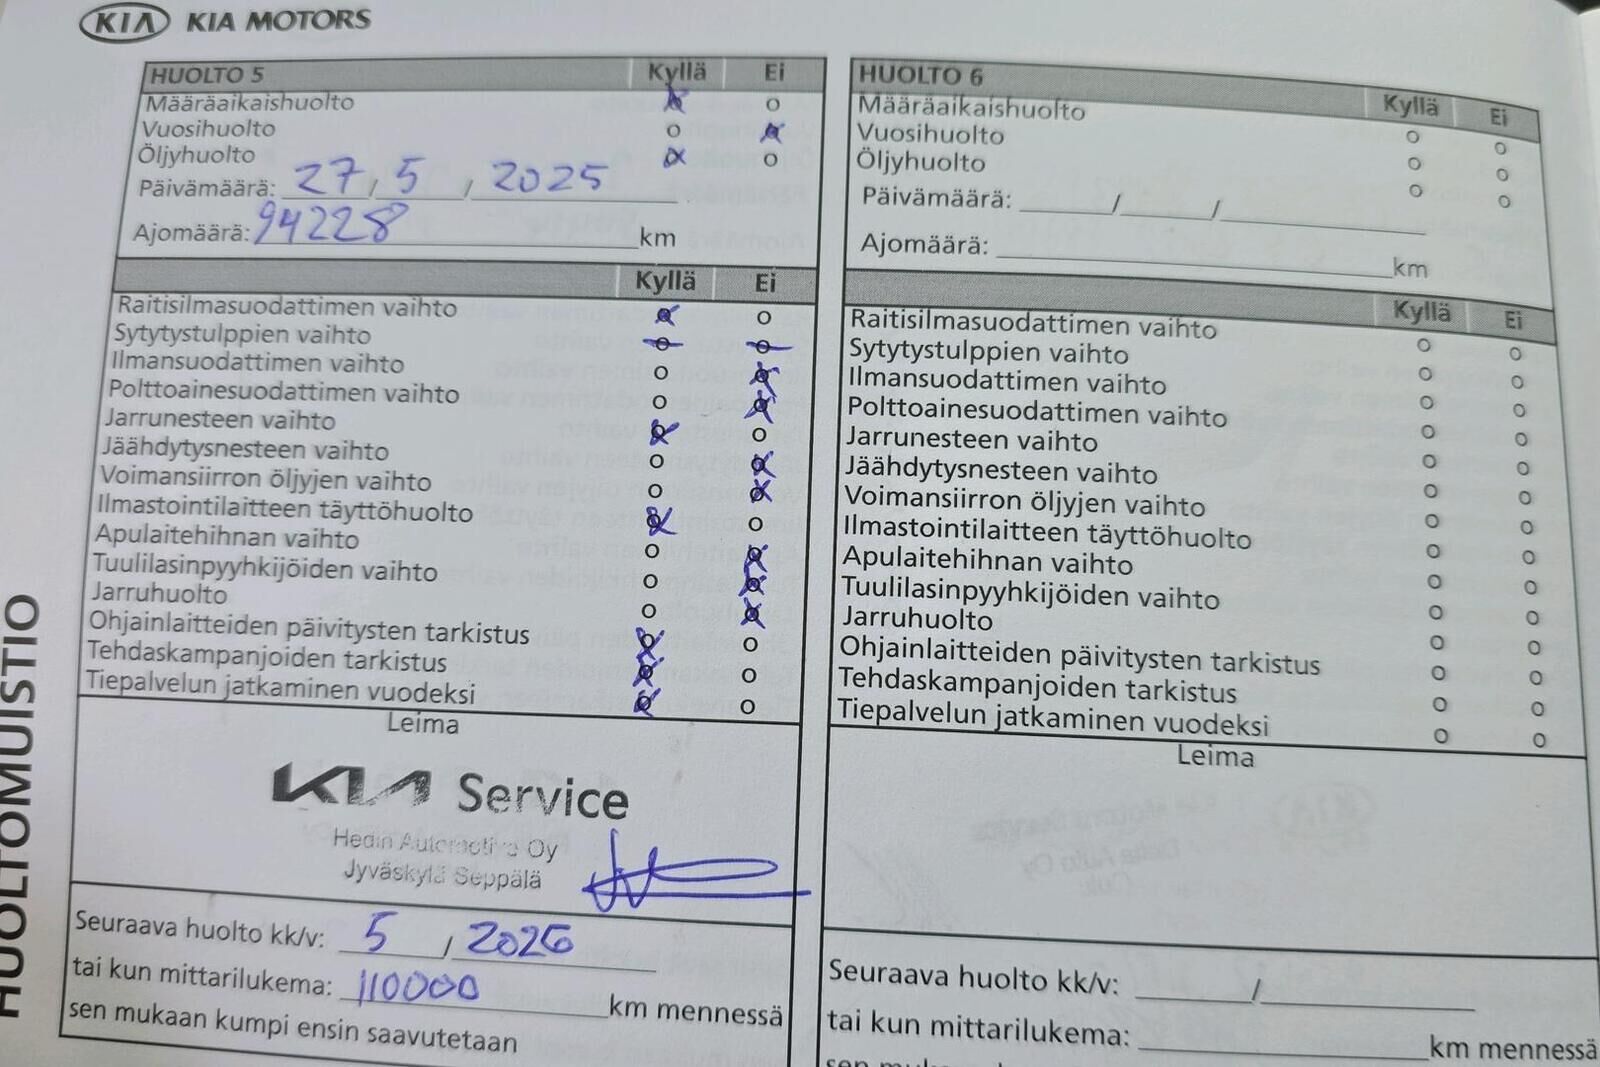 KIA KIA MOTORS
HUOLTOMUISTIO
HUOLTO 5 Kyllä Ei
Määräaikaishuolto
Vuosihuolto
Öljyhuolto
Päivämäärä: 27 / 5 / 2025
Ajomäärä: 94228 km
Kyllä Ei
Raitisilmasuodattimen vaihto
Sytytystulppien vaihto
Ilmansuodattimen vaihto
Polttoainesuodattimen vaihto
Jarrunesteen vaihto
Jäähdytysnesteen vaihto
Voimansiirron öljyjen vaihto
Ilmastointilaitteen täyttöhuolto
Apulaitehihnan vaihto
Tuulilasinpyyhkijöiden vaihto
Jarruhuolto
Ohjainlaitteiden päivitysten tarkistus
Tehdaskampanjoiden tarkistus
Tiepalvelun jatkaminen vuodeksi
Leima
KIA Service
Hedin Automotive Oy
Jyväskylä Seppälä
Seuraava huolto kk/v: 5 / 2026
tai kun mittarilukema: 110000 km mennessä
sen mukaan kumpi ensin saavutetaan
HUOLTO 6 Kyllä Ei
Määräaikaishuolto
Vuosihuolto
Öljyhuolto
Päivämäärä: / /
Ajomäärä: km
Kyllä Ei
Raitisilmasuodattimen vaihto
Sytytystulppien vaihto
Ilmansuodattimen vaihto
Polttoainesuodattimen vaihto
Jarrunesteen vaihto
Jäähdytysnesteen vaihto
Voimansiirron öljyjen vaihto
Ilmastointilaitteen täyttöhuolto
Apulaitehihnan vaihto
Tuulilasinpyyhkijöiden vaihto
Jarruhuolto
Ohjainlaitteiden päivitysten tarkistus
Tehdaskampanjoiden tarkistus
Tiepalvelun jatkaminen vuodeksi
Leima
Seuraava huolto kk/v: /
tai kun mittarilukema: km mennessä